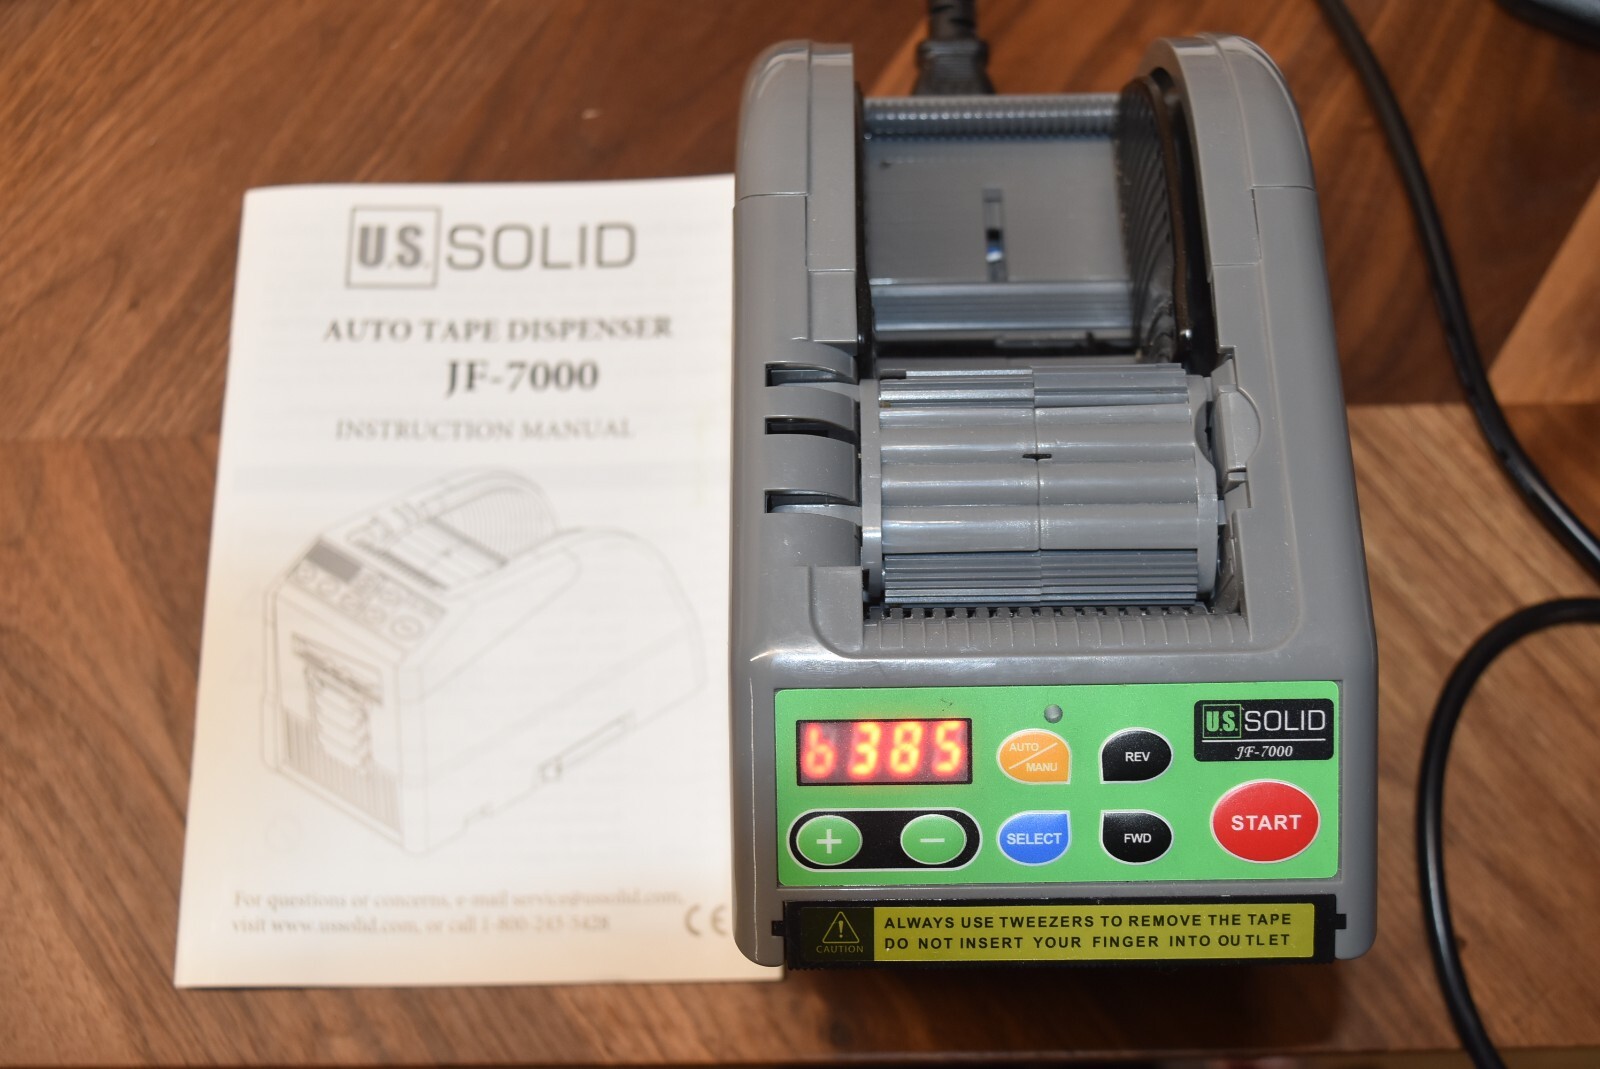 U.S. SOLID
AUTO TAPE DISPENSER
JF-7000
INSTRUCTION MANUAL
For questions or concerns, e-mail service@ussolid.com,
visit www.ussolid.com, or call 1-800-243-3428
CE
6385
AUTO/MANU
REV
U.S. SOLID
JF-7000
+
−
SELECT
FWD
START
CAUTION
ALWAYS USE TWEEZERS TO REMOVE THE TAPE
DO NOT INSERT YOUR FINGER INTO OUTLET